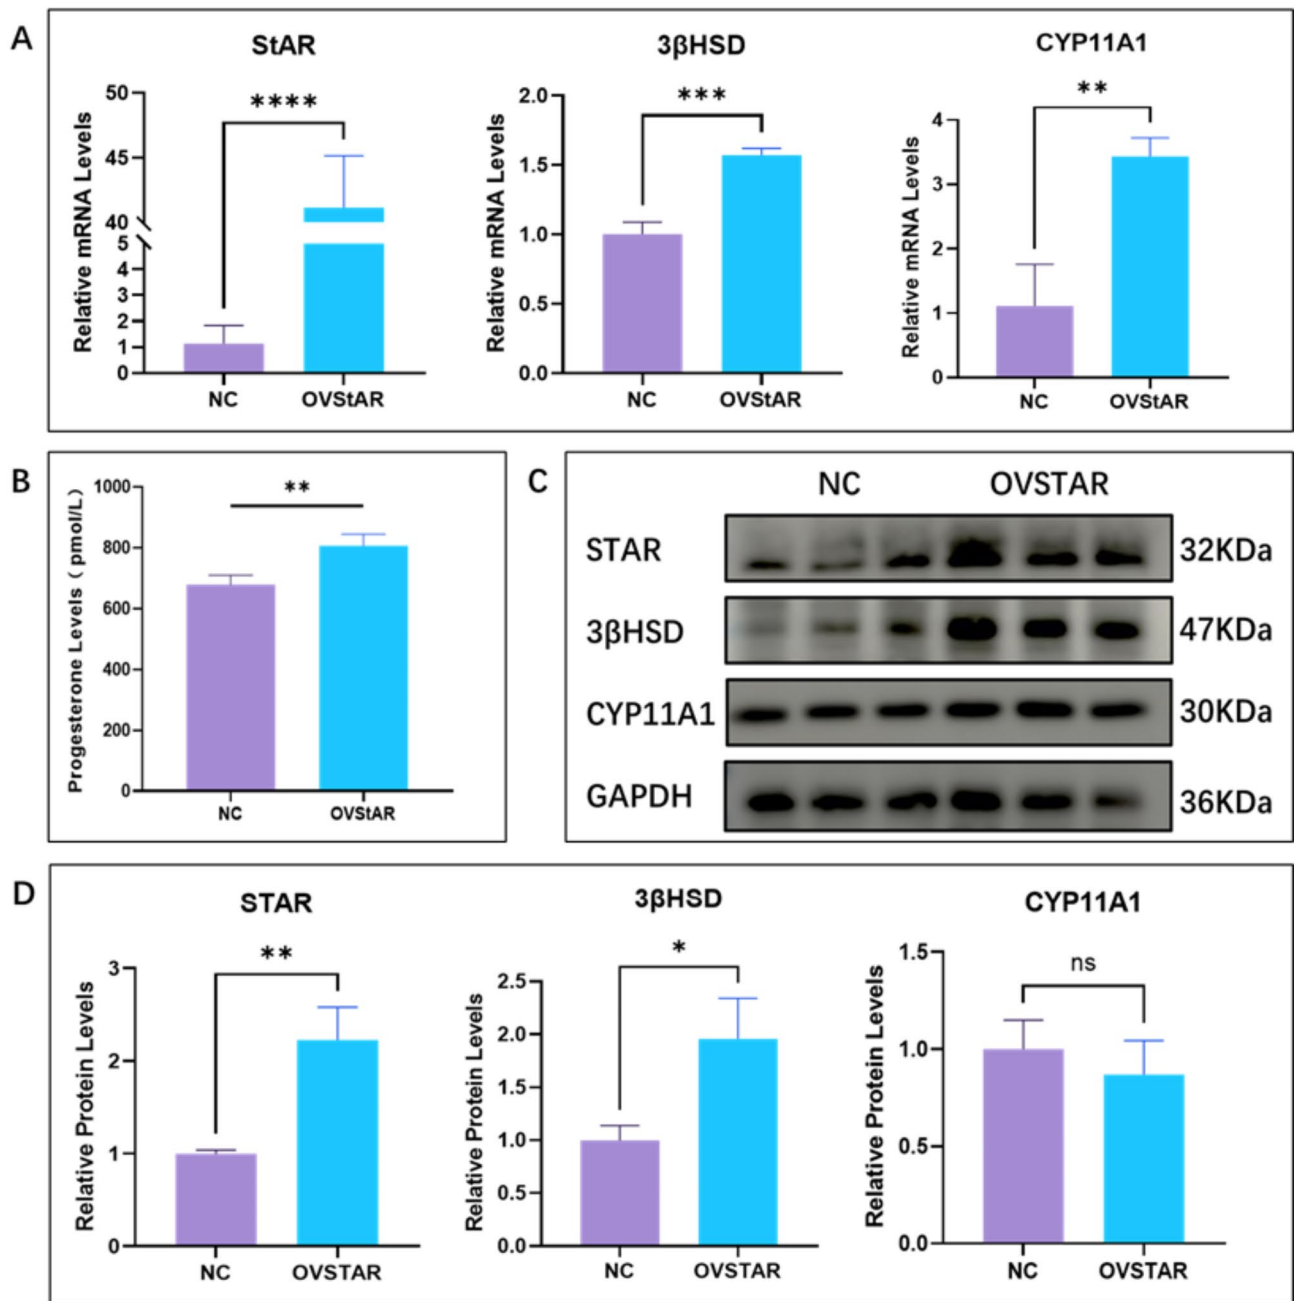 A
StAR
3βHSD
CYP11A1
****
***
**
Relative mRNA Levels
50
45
40
5
4
3
2
1
0
NC
OVStAR
Relative mRNA Levels
2.0
1.5
1.0
0.5
0.0
NC
OVStAR
Relative mRNA Levels
4
3
2
1
0
NC
OVStAR
B
**
Progesterone Levels ( pmol/L)
1000
800
600
400
200
0
NC
OVStAR
C
NC OVSTAR
STAR 32KDa
3βHSD 47KDa
CYP11A1 30KDa
GAPDH 36KDa
D
STAR
3βHSD
CYP11A1
**
*
ns
Relative Protein Levels
3
2
1
0
NC
OVSTAR
Relative Protein Levels
2.5
2.0
1.5
1.0
0.5
0.0
NC
OVSTAR
Relative Protein Levels
1.5
1.0
0.5
0.0
NC
OVSTAR